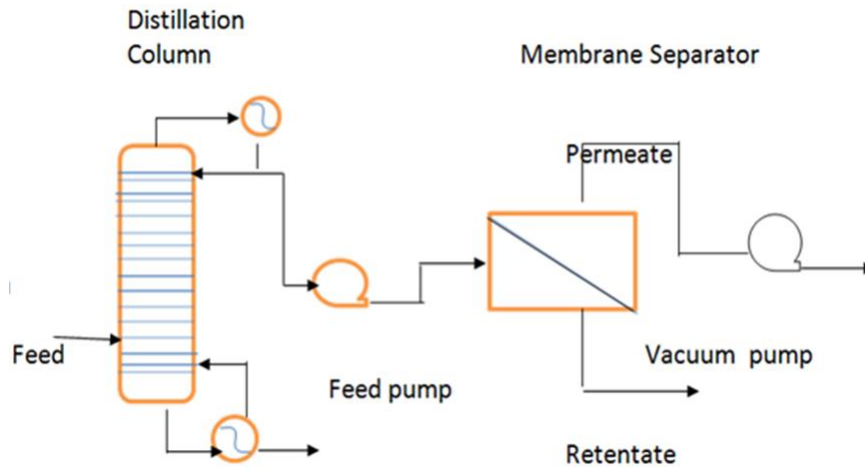 Distillation
Column
Membrane Separator
Permeate
Feed
Feed pump
Vacuum pump
Retentate